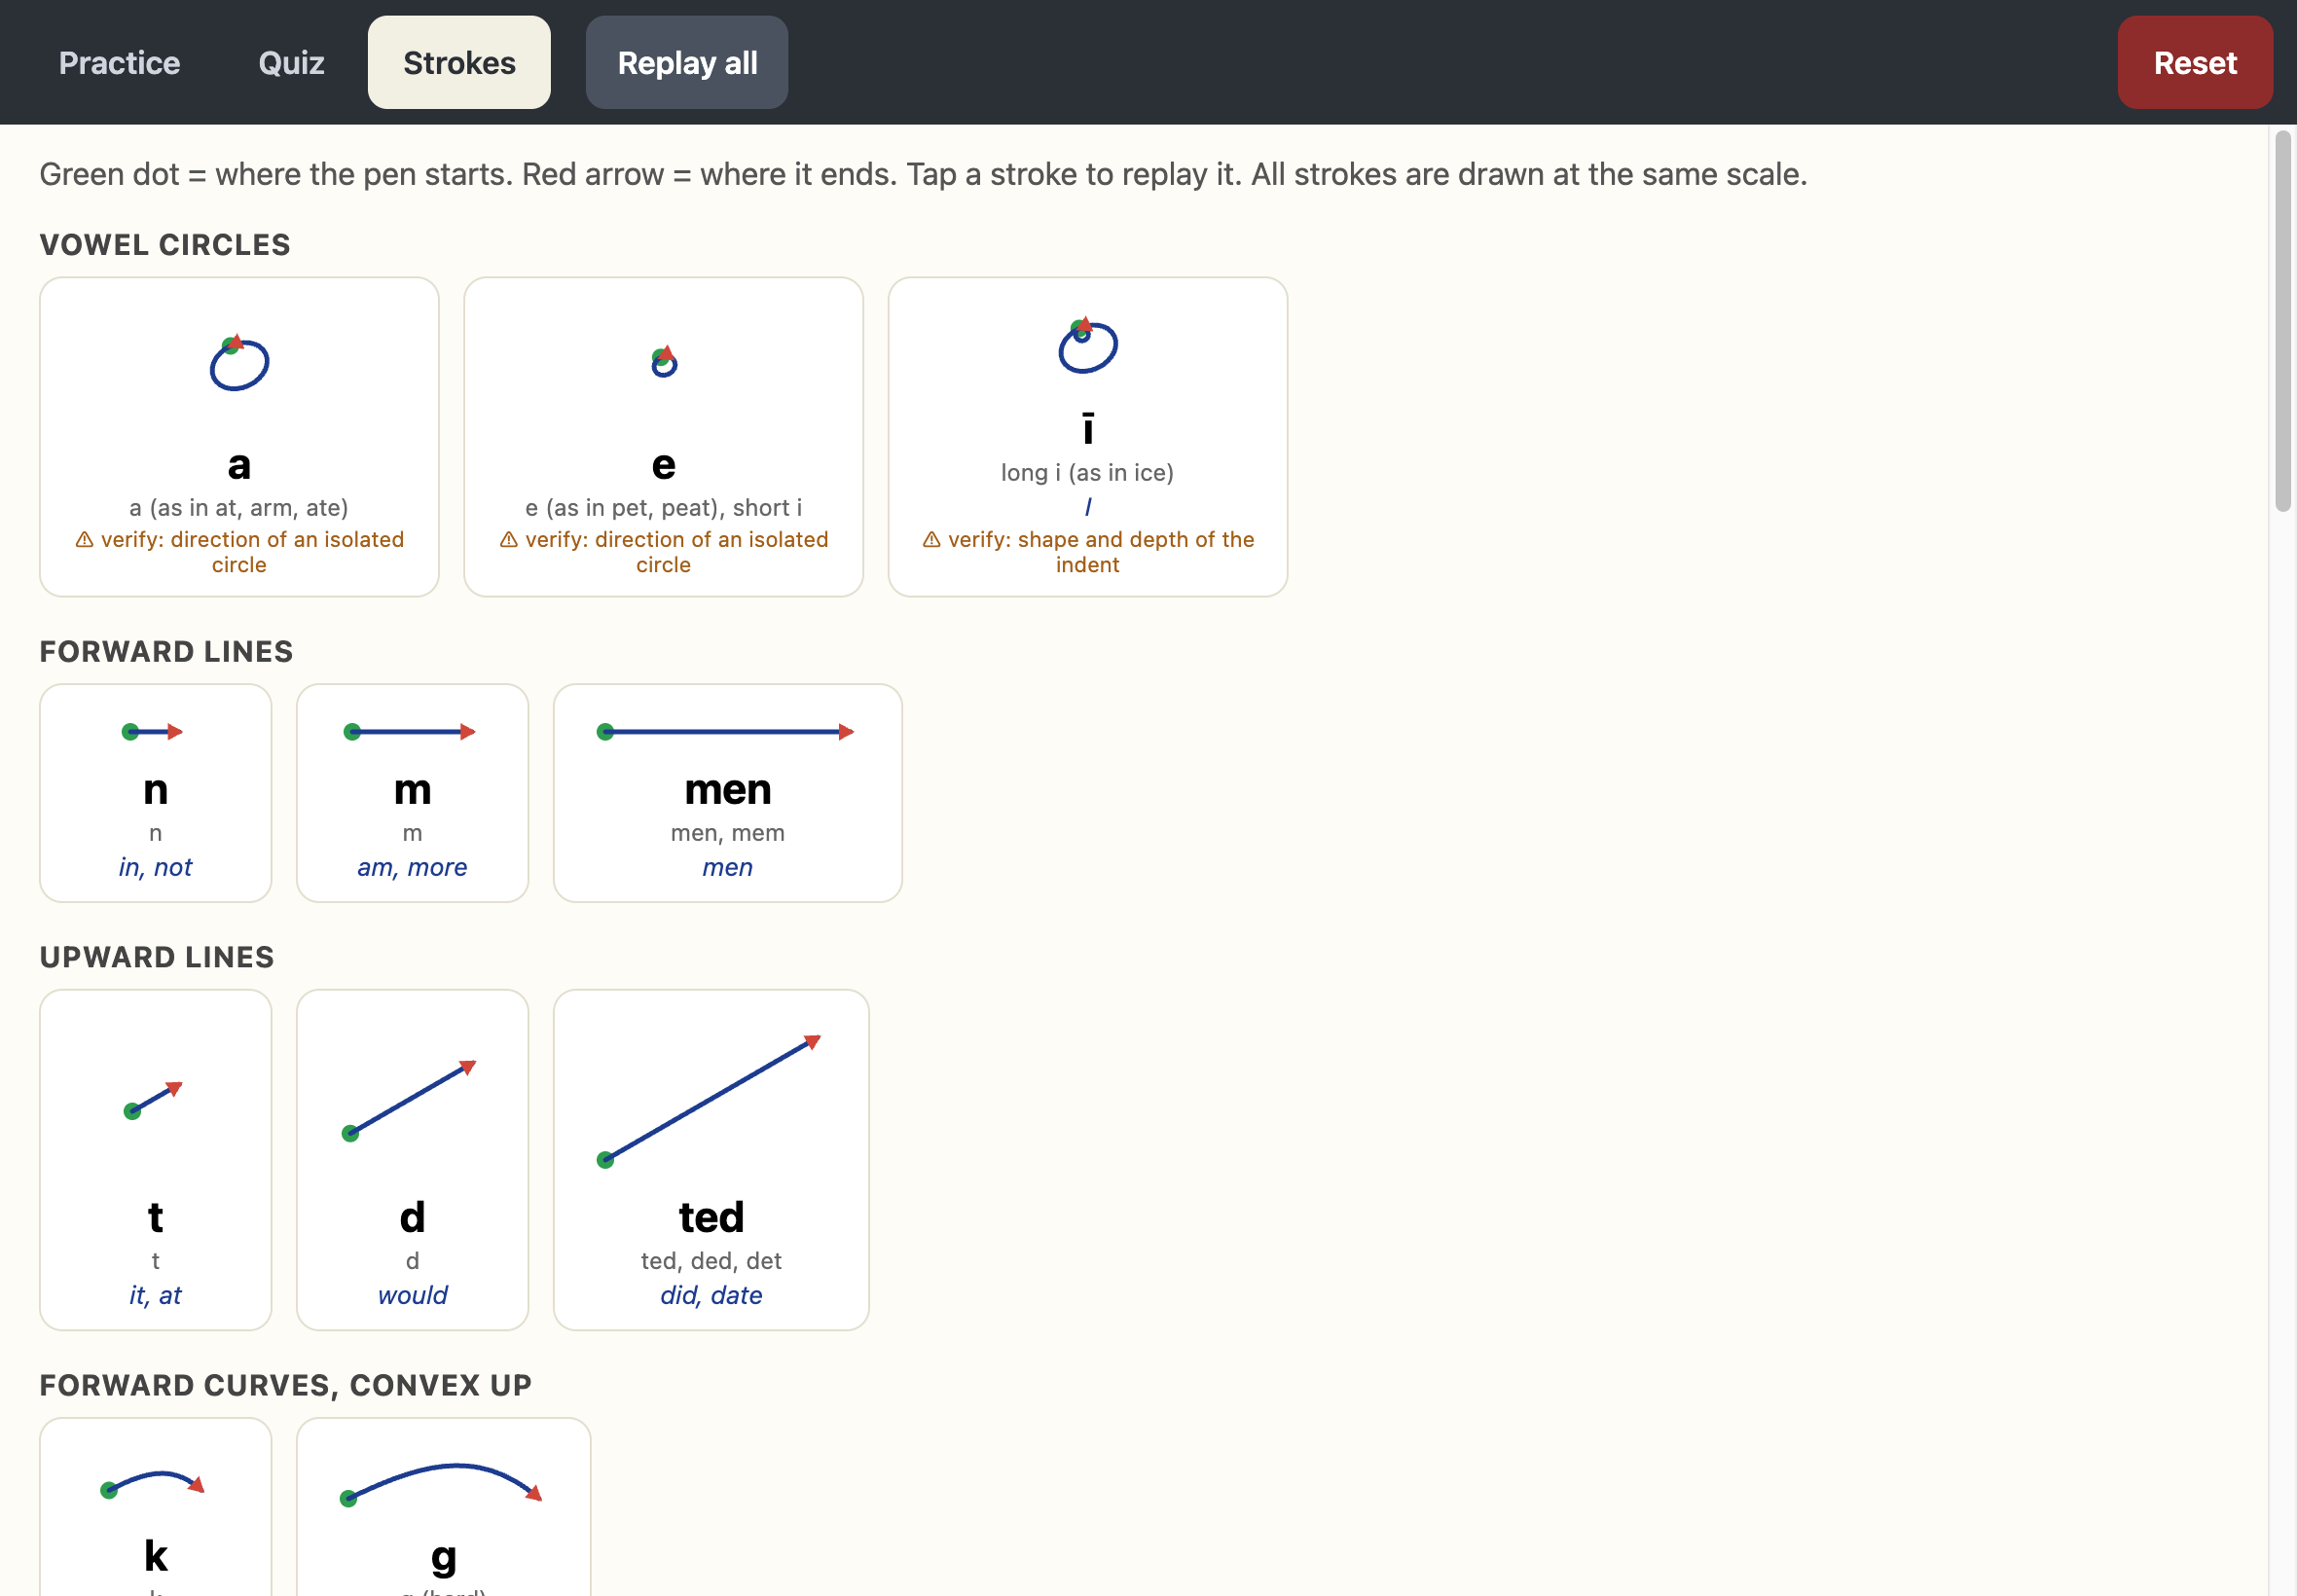 Practice Quiz Strokes Replay all Reset
Green dot = where the pen starts. Red arrow = where it ends. Tap a stroke to replay it. All strokes are drawn at the same scale.
VOWEL CIRCLES
a
a (as in at, arm, ate)
⚠ verify: direction of an isolated
circle
e
e (as in pet, peat), short i
⚠ verify: direction of an isolated
circle
ī
long i (as in ice)
I
⚠ verify: shape and depth of the
indent
FORWARD LINES
n
n
in, not
m
m
am, more
men
men, mem
men
UPWARD LINES
t
t
it, at
d
d
would
ted
ted, ded, det
did, date
FORWARD CURVES, CONVEX UP
k
g